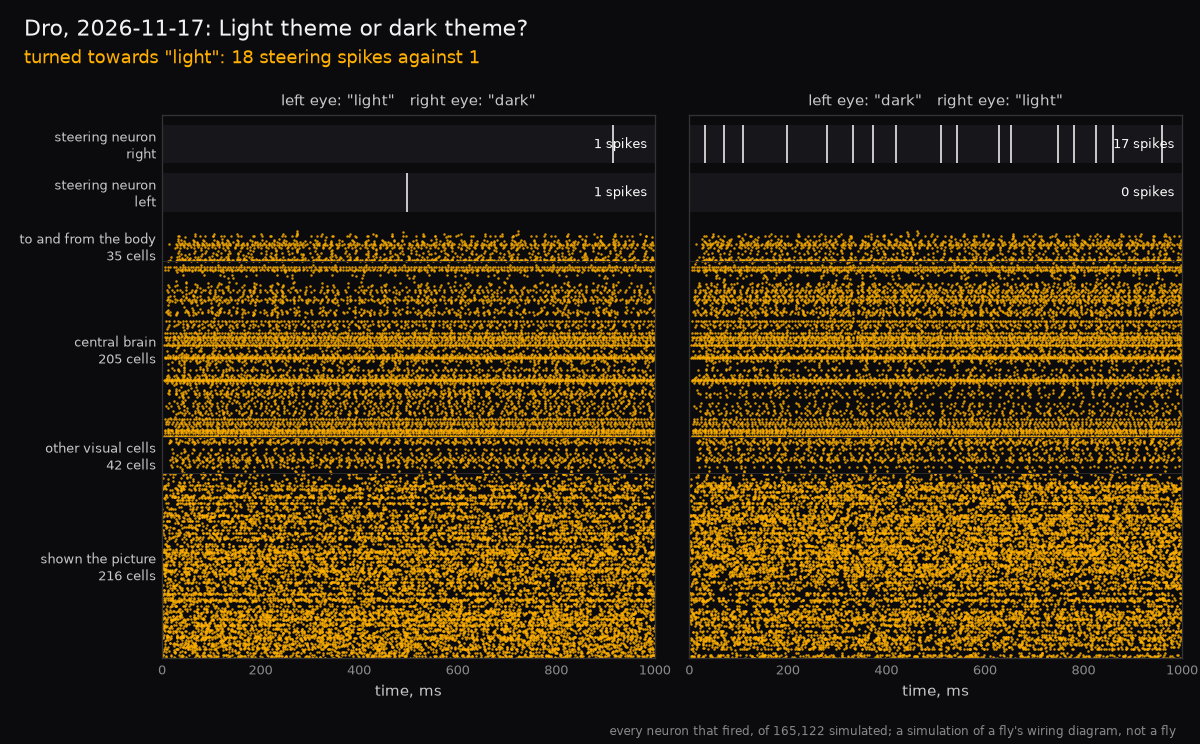 Dro, 2026-11-17: Light theme or dark theme?
turned towards "light": 18 steering spikes against 1
left eye: "light"   right eye: "dark"
left eye: "dark"   right eye: "light"
steering neuron
right
1 spikes
17 spikes
steering neuron
left
1 spikes
0 spikes
to and from the body
35 cells
central brain
205 cells
other visual cells
42 cells
shown the picture
216 cells
0 200 400 600 800 1000
0 200 400 600 800 1000
time, ms
time, ms
every neuron that fired, of 165,122 simulated; a simulation of a fly's wiring diagram, not a fly